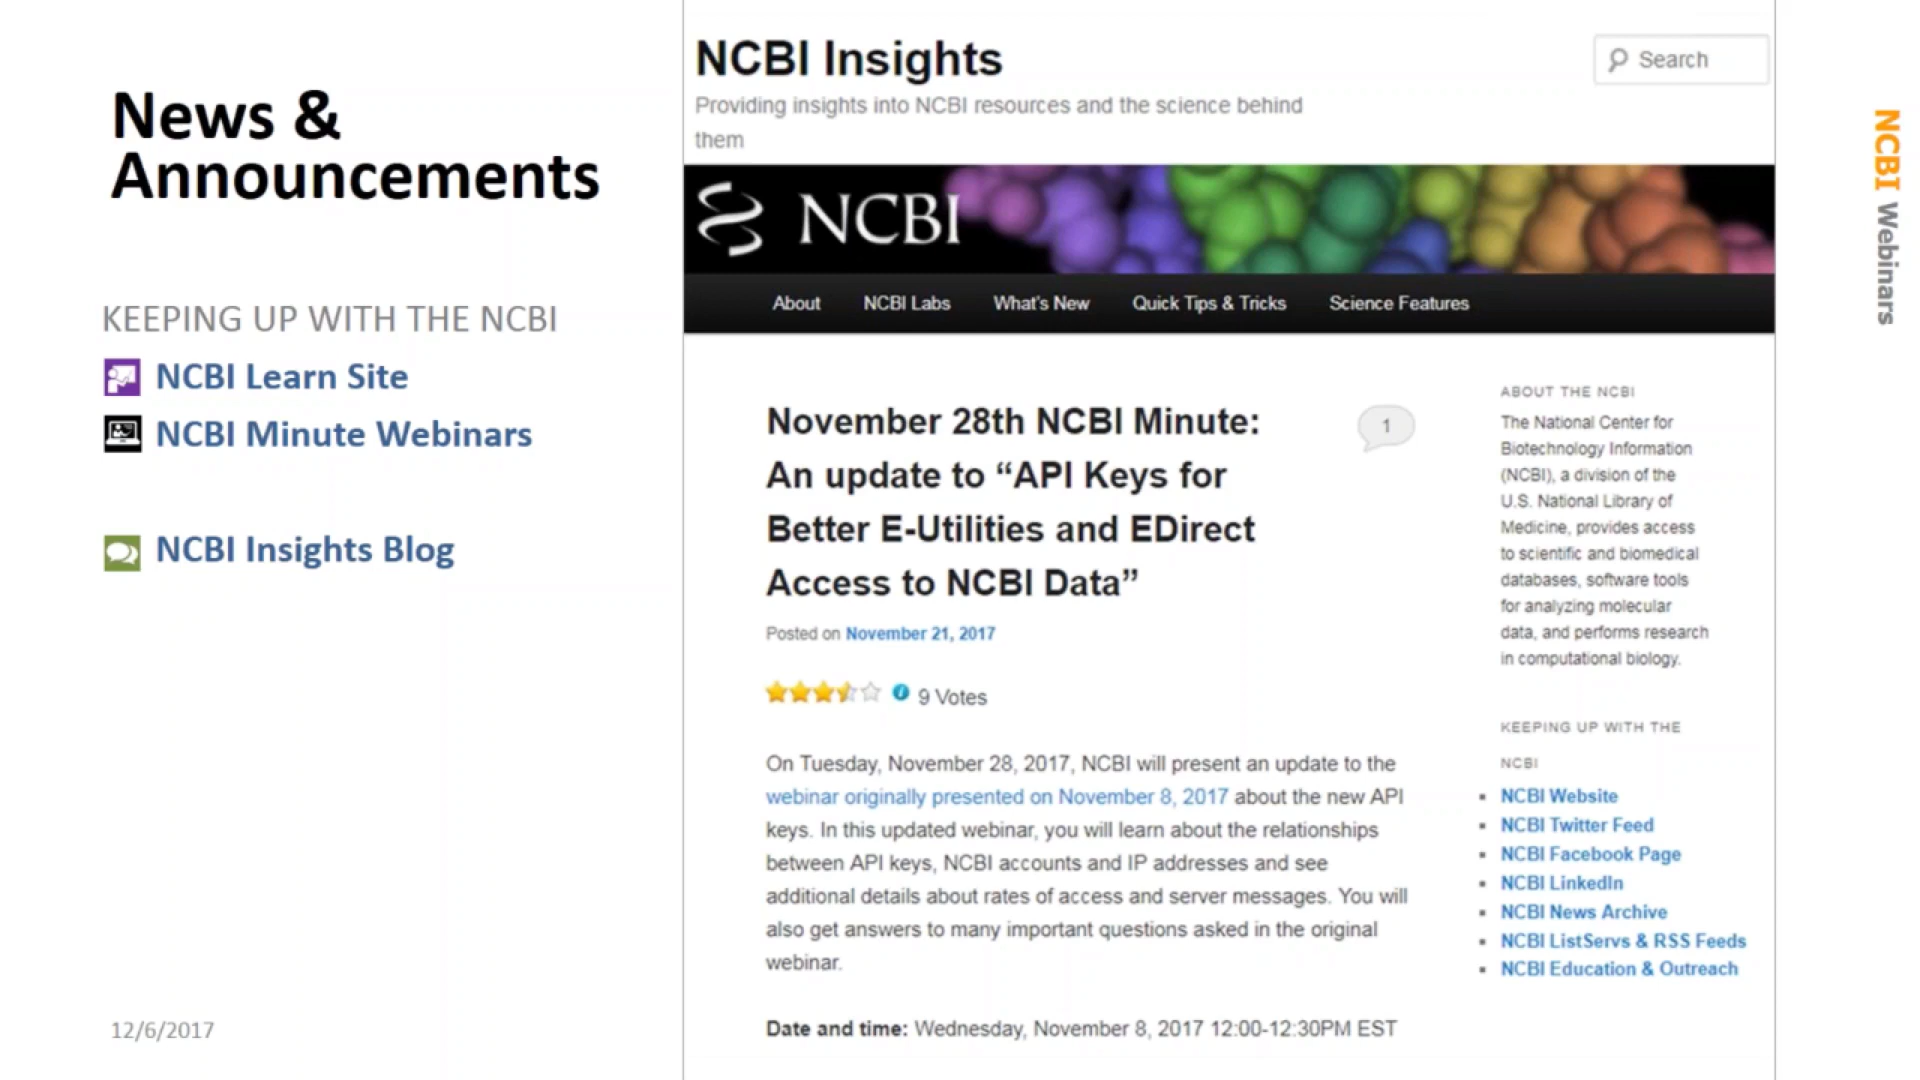 News &
Announcements
KEEPING UP WITH THE NCBI
NCBI Learn Site
NCBI Minute Webinars
NCBI Insights Blog
12/6/2017
NCBI Insights
Providing insights into NCBI resources and the science behind
them
Search
NCBI
About NCBI Labs What's New Quick Tips & Tricks Science Features
November 28th NCBI Minute:
An update to “API Keys for
Better E-Utilities and EDirect
Access to NCBI Data”
1
Posted on November 21, 2017
9 Votes
On Tuesday, November 28, 2017, NCBI will present an update to the
webinar originally presented on November 8, 2017 about the new API
keys. In this updated webinar, you will learn about the relationships
between API keys, NCBI accounts and IP addresses and see
additional details about rates of access and server messages. You will
also get answers to many important questions asked in the original
webinar.
Date and time: Wednesday, November 8, 2017 12:00-12:30PM EST
ABOUT THE NCBI
The National Center for
Biotechnology Information
(NCBI), a division of the
U.S. National Library of
Medicine, provides access
to scientific and biomedical
databases, software tools
for analyzing molecular
data, and performs research
in computational biology.
KEEPING UP WITH THE
NCBI
NCBI Website
NCBI Twitter Feed
NCBI Facebook Page
NCBI LinkedIn
NCBI News Archive
NCBI ListServs & RSS Feeds
NCBI Education & Outreach
NCBI Webinars